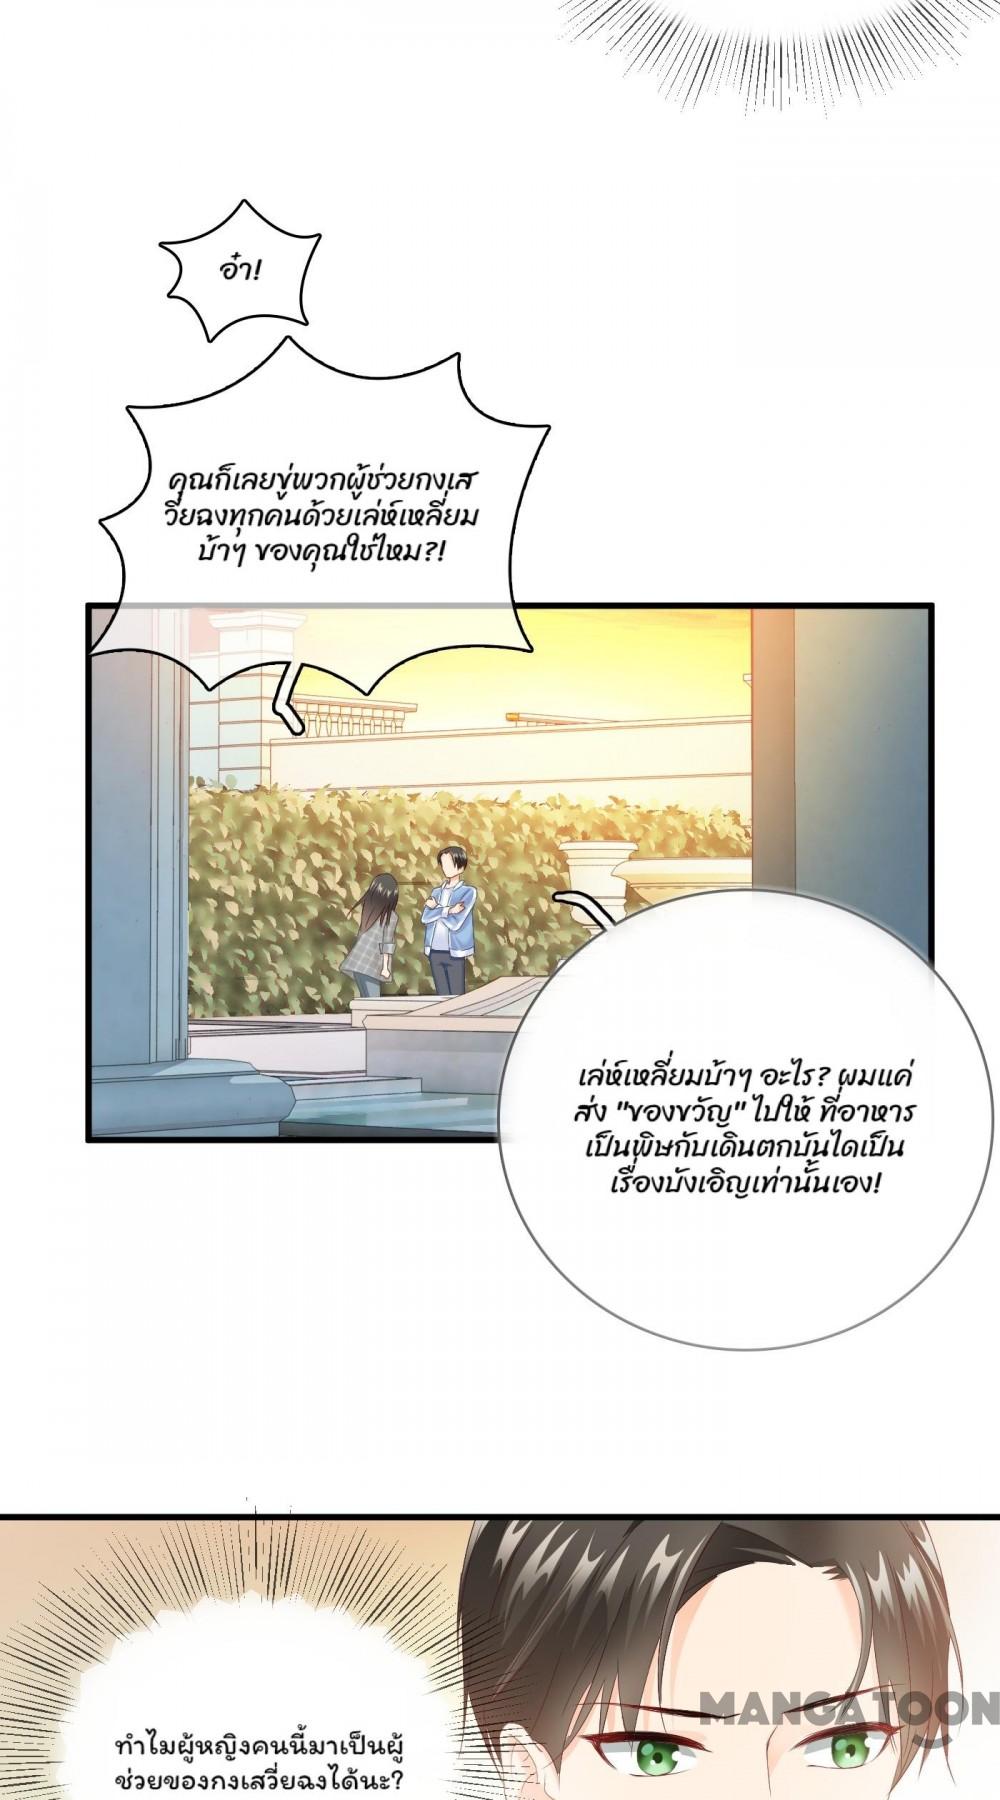 อ๋า!
คุณก็เลยขู่พวกผู้ช่วยกงเส
วี่ยฉงทุกคนด้วยเล่ห์เหลี่ยม
บ้าๆ ของคุณใช่ไหม?!
เล่ห์เหลี่ยมบ้าๆ อะไร? ผมแค่
ส่ง "ของขวัญ" ไปให้ ที่อาหาร
เป็นพิษกับเดินตกบันไดเป็น
เรื่องบังเอิญเท่านั้นเอง!
MANGATOON
ทำไมผู้หญิงคนนี้มาเป็นผู้
ช่วยของกงเสวี่ยฉงได้นะ?